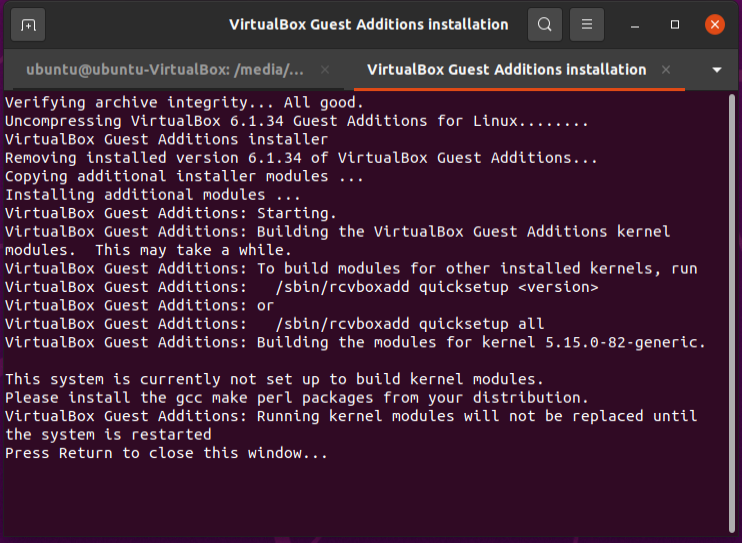 VirtualBox Guest Additions installation
ubuntu@ubuntu-VirtualBox: /media/...
VirtualBox Guest Additions installation
Verifying archive integrity... All good.
Uncompressing VirtualBox 6.1.34 Guest Additions for Linux........
VirtualBox Guest Additions installer
Removing installed version 6.1.34 of VirtualBox Guest Additions...
Copying additional installer modules ...
Installing additional modules ...
VirtualBox Guest Additions: Starting.
VirtualBox Guest Additions: Building the VirtualBox Guest Additions kernel
modules.  This may take a while.
VirtualBox Guest Additions: To build modules for other installed kernels, run
VirtualBox Guest Additions:   /sbin/rcvboxadd quicksetup <version>
VirtualBox Guest Additions: or
VirtualBox Guest Additions:   /sbin/rcvboxadd quicksetup all
VirtualBox Guest Additions: Building the modules for kernel 5.15.0-82-generic.
This system is currently not set up to build kernel modules.
Please install the gcc make perl packages from your distribution.
VirtualBox Guest Additions: Running kernel modules will not be replaced until
the system is restarted
Press Return to close this window...